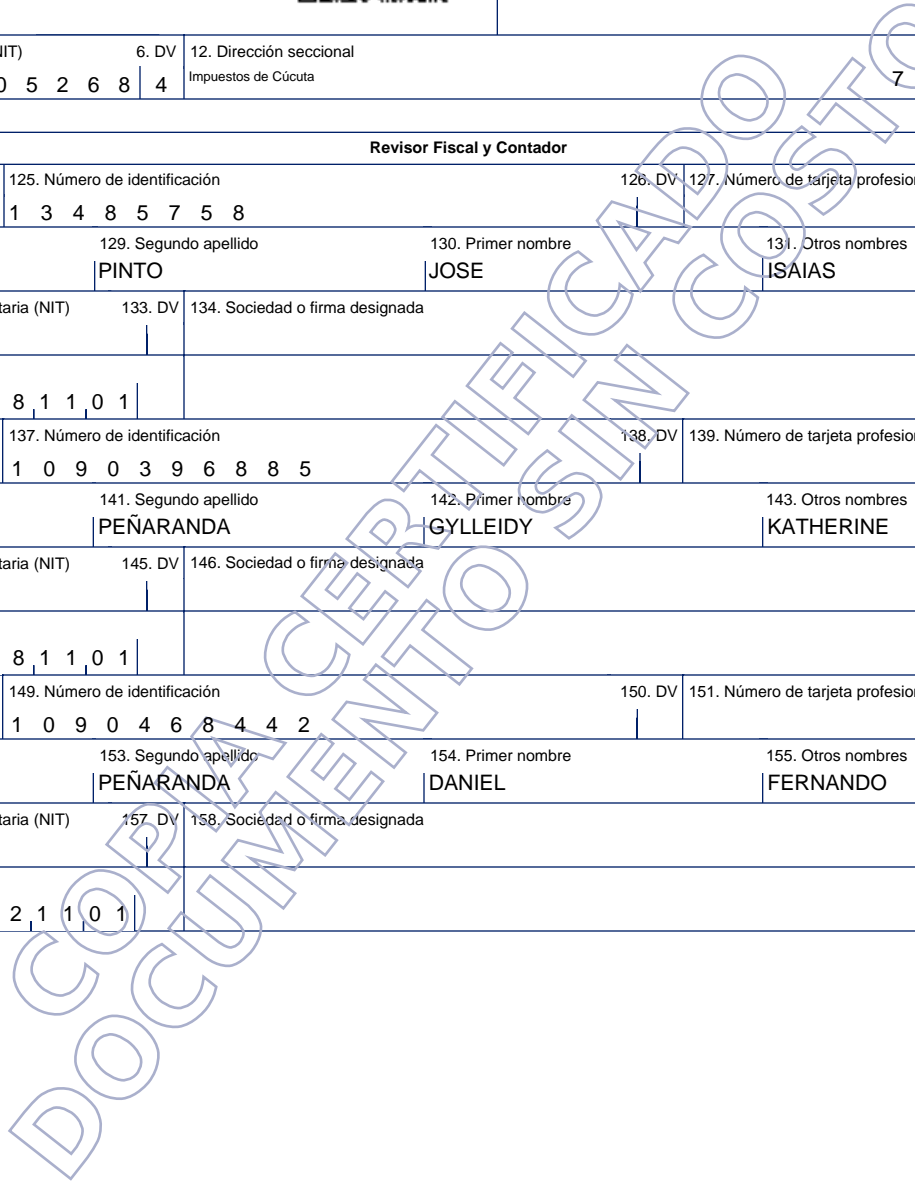 NIT) 6. DV 12. Dirección seccional
0 5 2 6 8 4 Impuestos de Cúcuta 7
Revisor Fiscal y Contador
125. Número de identificación 126. DV 127. Número de tarjeta profesion
1 3 4 8 5 7 5 8
129. Segundo apellido 130. Primer nombre 131. Otros nombres
PINTO JOSE ISAIAS
taria (NIT) 133. DV 134. Sociedad o firma designada
8 1 1 0 1
137. Número de identificación 138. DV 139. Número de tarjeta profesion
1 0 9 0 3 9 6 8 8 5
141. Segundo apellido 142. Primer nombre 143. Otros nombres
PEÑARANDA GYLLEIDY KATHERINE
taria (NIT) 145. DV 146. Sociedad o firma designada
8 1 1 0 1
149. Número de identificación 150. DV 151. Número de tarjeta profesion
1 0 9 0 4 6 8 4 4 2
153. Segundo apellido 154. Primer nombre 155. Otros nombres
PEÑARANDA DANIEL FERNANDO
taria (NIT) 157. DV 158. Sociedad o firma designada
2 1 1 0 1
COPIA CERTIFICADO
DOCUMENTO SIN COSTO